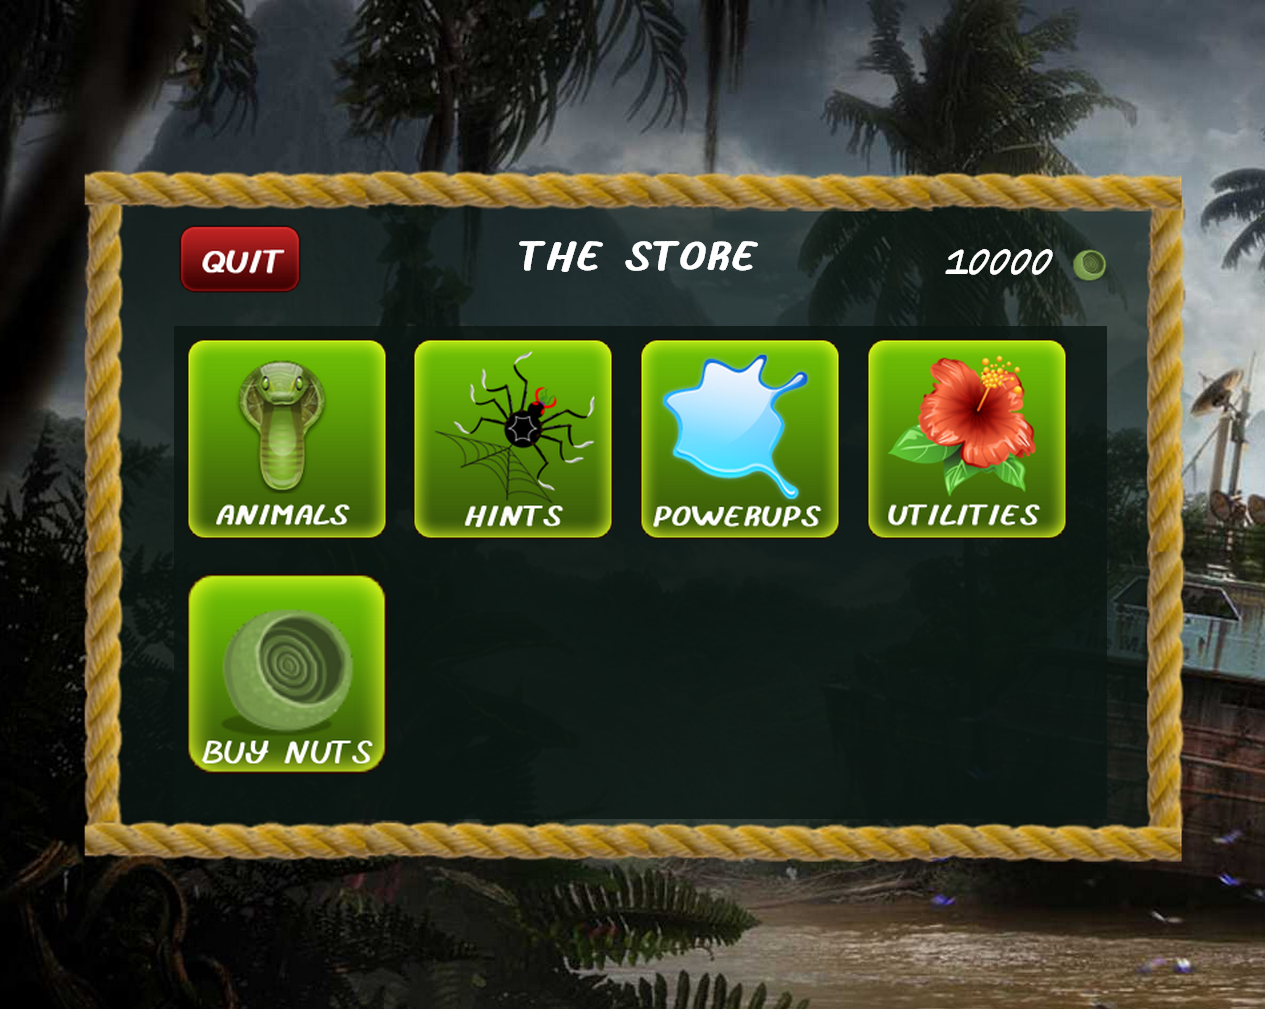 QUIT
THE STORE
10000
ANIMALS
HINTS
POWERUPS
UTILITIES
BUY NUTS